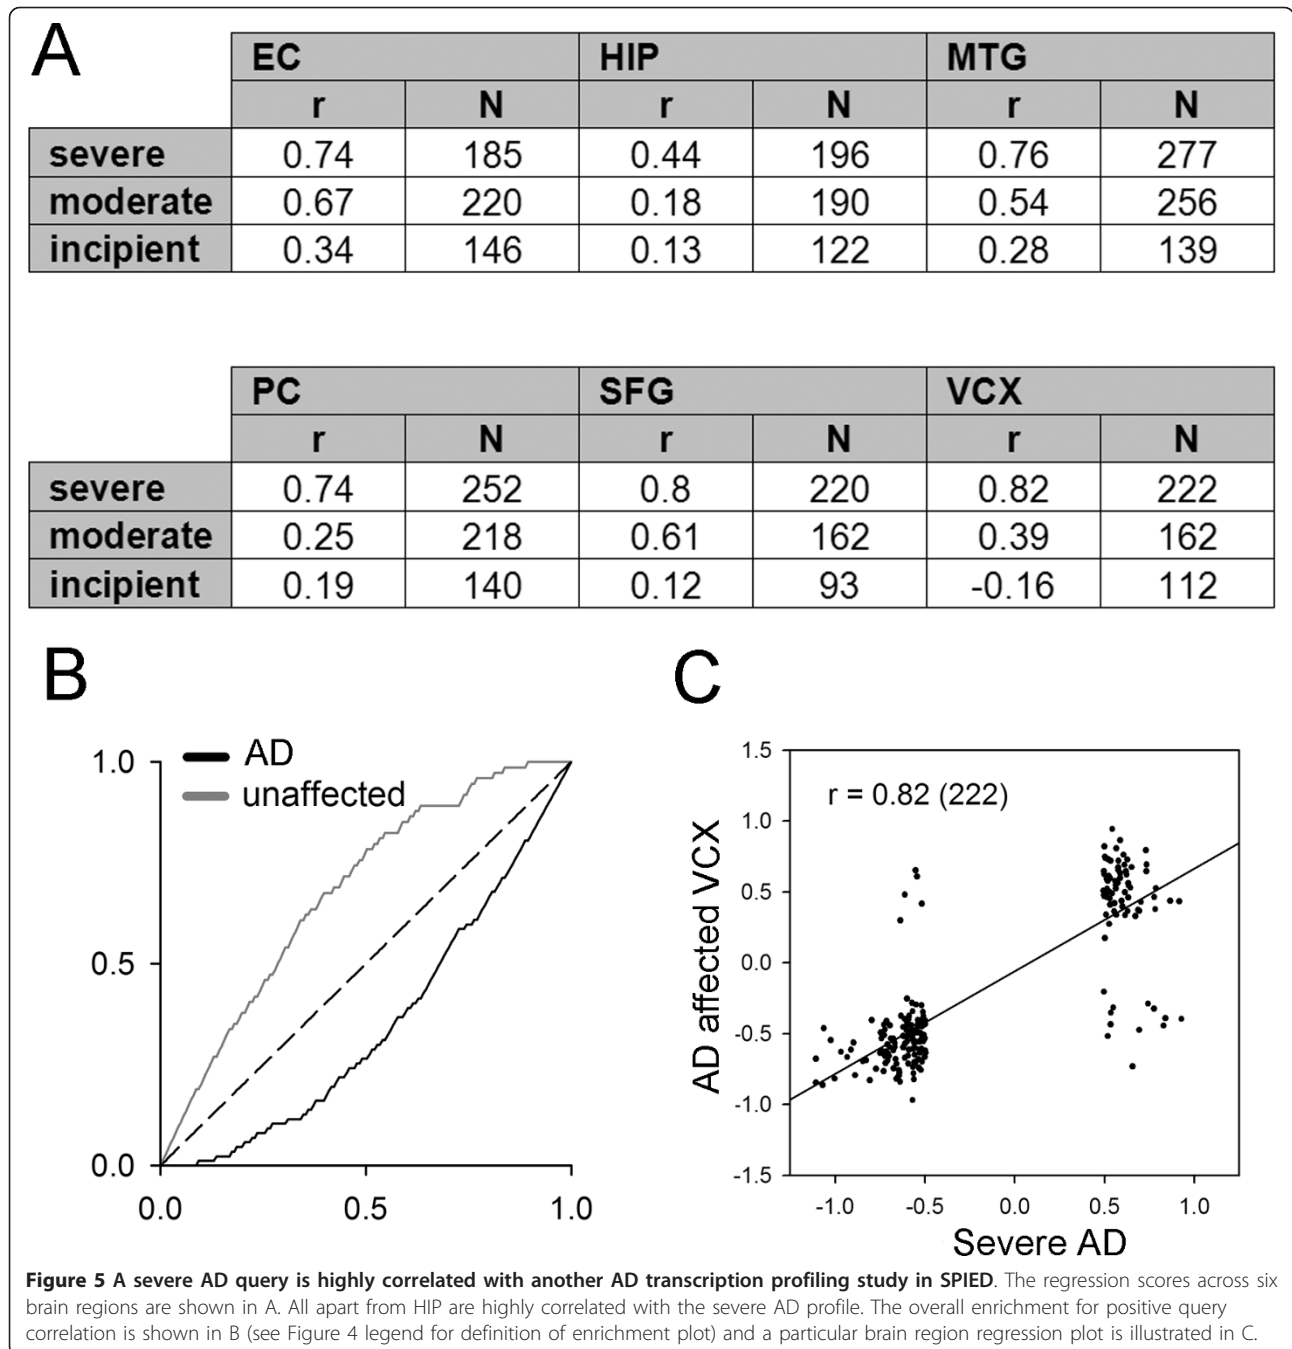 A
EC HIP MTG
r N r N r N
severe 0.74 185 0.44 196 0.76 277
moderate 0.67 220 0.18 190 0.54 256
incipient 0.34 146 0.13 122 0.28 139
PC SFG VCX
r N r N r N
severe 0.74 252 0.8 220 0.82 222
moderate 0.25 218 0.61 162 0.39 162
incipient 0.19 140 0.12 93 -0.16 112
B
AD
unaffected
1.0
0.5
0.0
0.0 0.5 1.0
C
r = 0.82 (222)
AD affected VCX
1.5
1.0
0.5
0.0
-0.5
-1.0
-1.5
-1.0 -0.5 0.0 0.5 1.0
Severe AD
Figure 5 A severe AD query is highly correlated with another AD transcription profiling study in SPIED. The regression scores across six
brain regions are shown in A. All apart from HIP are highly correlated with the severe AD profile. The overall enrichment for positive query
correlation is shown in B (see Figure 4 legend for definition of enrichment plot) and a particular brain region regression plot is illustrated in C.